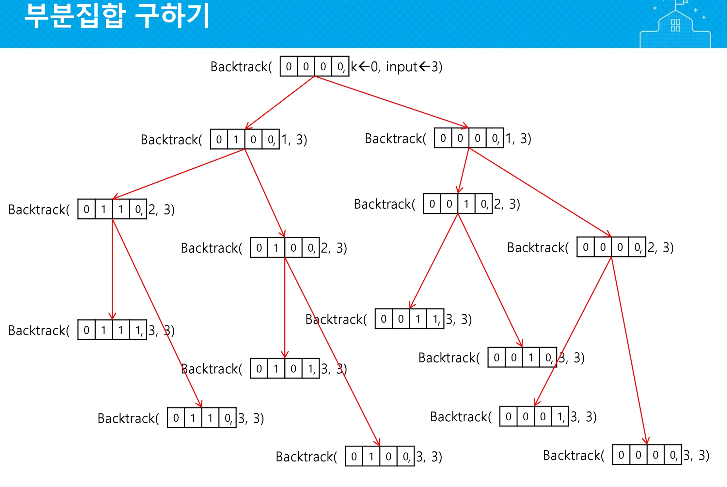 부분집합 구하기
Backtrack( 0 0 0 0, k←0, input←3)
Backtrack( 0 1 0 0, 1, 3)
Backtrack( 0 0 0 0, 1, 3)
Backtrack( 0 1 1 0, 2, 3)
Backtrack( 0 0 1 0, 2, 3)
Backtrack( 0 1 0 0, 2, 3)
Backtrack( 0 0 0 0, 2, 3)
Backtrack( 0 1 1 1, 3, 3)
Backtrack( 0 0 1 1, 3, 3)
Backtrack( 0 1 0 1, 3, 3)
Backtrack( 0 0 1 0, 3, 3)
Backtrack( 0 1 1 0, 3, 3)
Backtrack( 0 0 0 1, 3, 3)
Backtrack( 0 1 0 0, 3, 3)
Backtrack( 0 0 0 0, 3, 3)